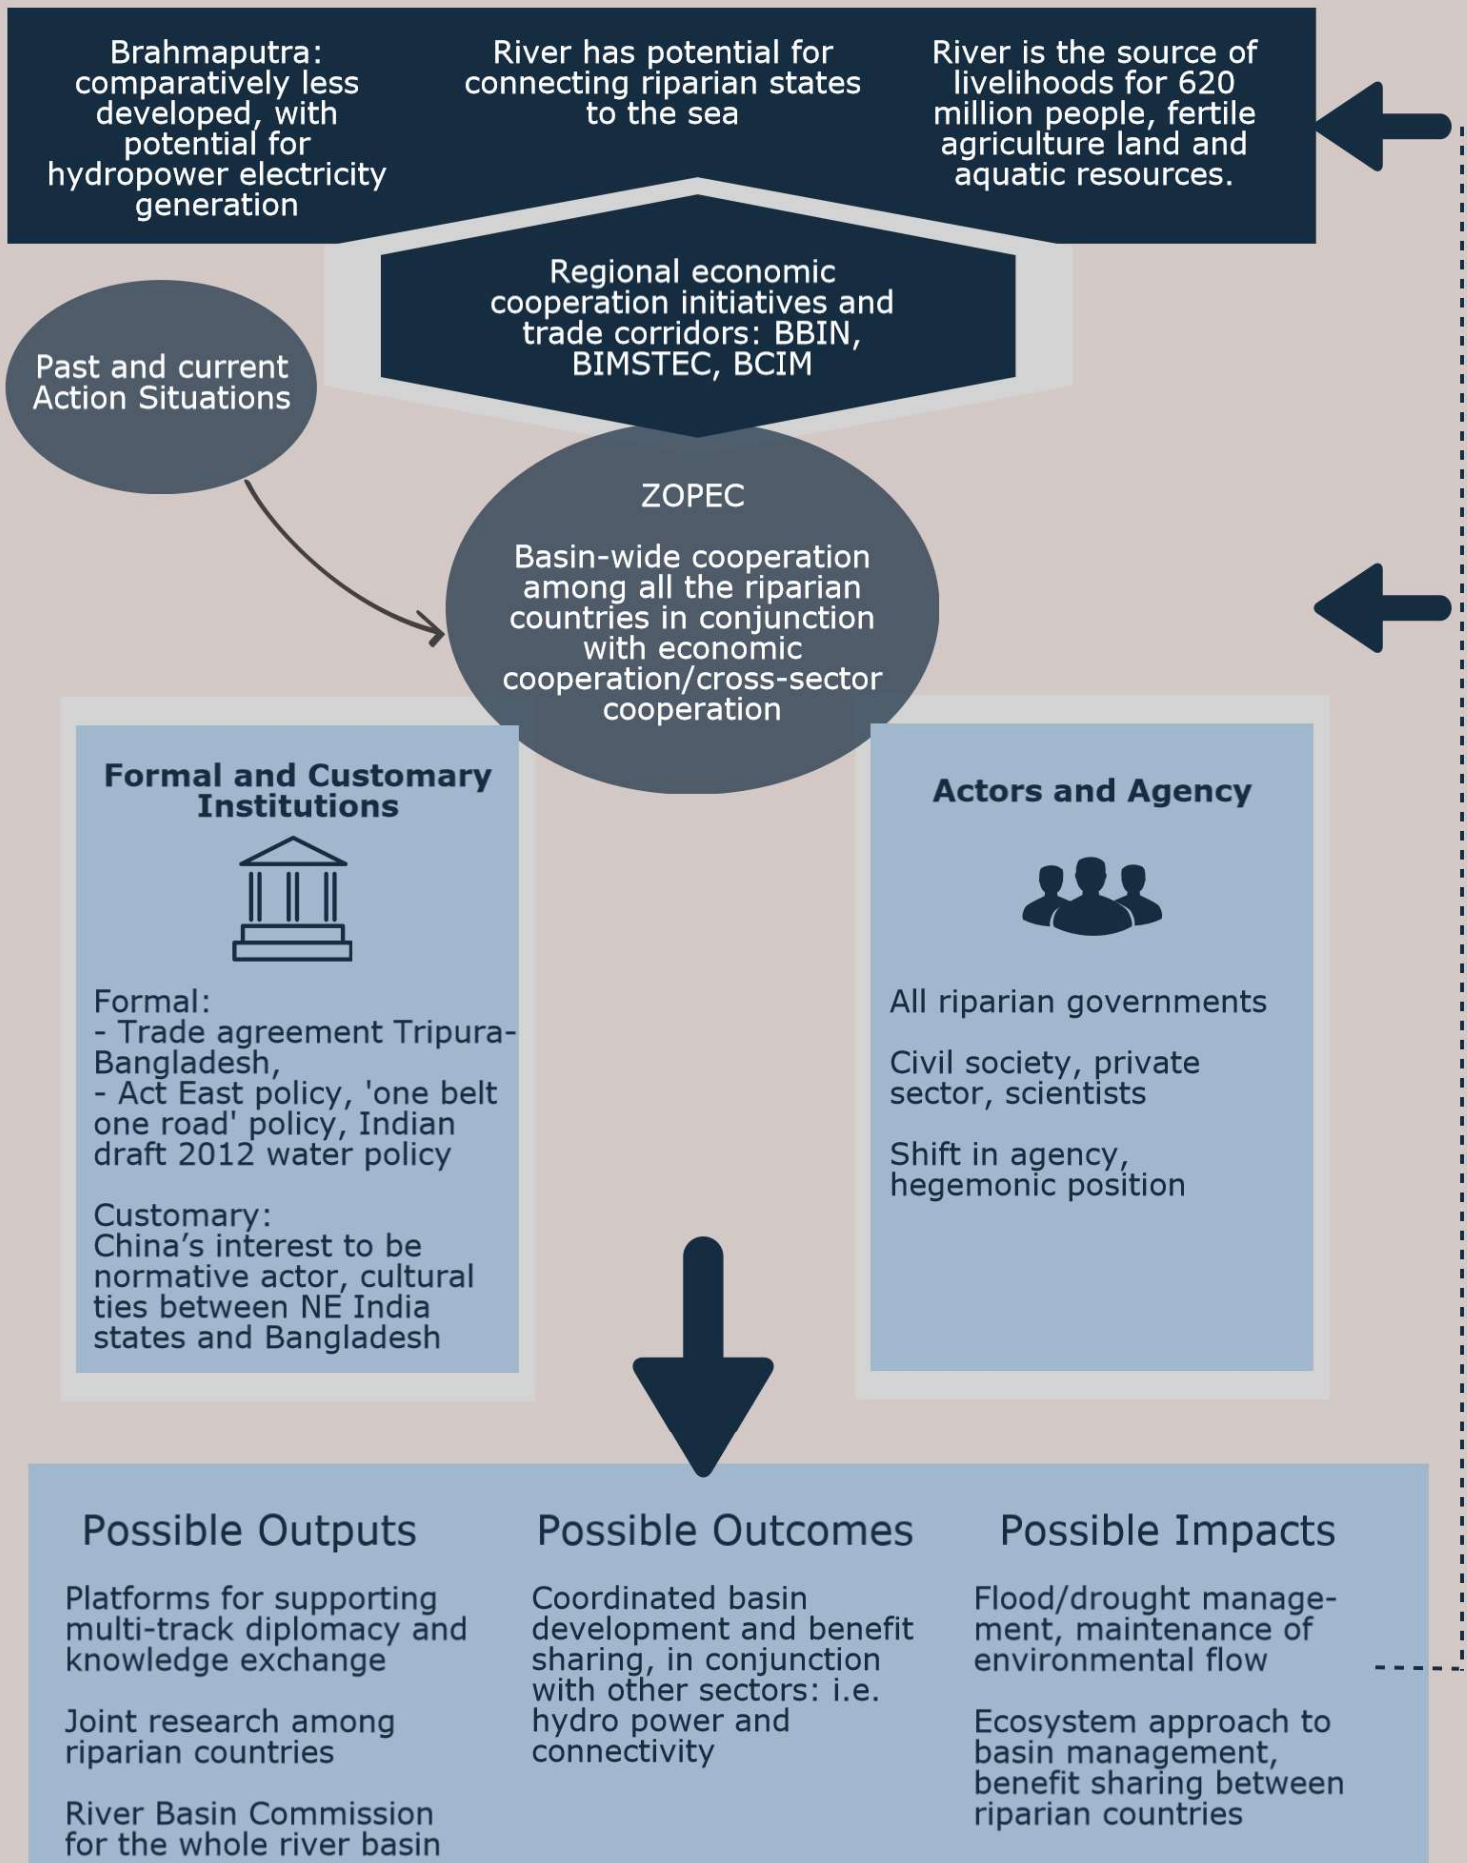 Brahmaputra:
comparatively less
developed, with
potential for
hydropower electricity
generation
River has potential for
connecting riparian states
to the sea
River is the source of
livelihoods for 620
million people, fertile
agriculture land and
aquatic resources.
Regional economic
cooperation initiatives and
trade corridors: BBIN,
BIMSTEC, BCIM
Past and current
Action Situations
ZOPEC
Basin-wide cooperation
among all the riparian
countries in conjunction
with economic
cooperation/cross-sector
cooperation
Formal and Customary
Institutions
Formal:
- Trade agreement Tripura-
Bangladesh,
- Act East policy, 'one belt
one road' policy, Indian
draft 2012 water policy
Customary:
China's interest to be
normative actor, cultural
ties between NE India
states and Bangladesh
Actors and Agency
All riparian governments
Civil society, private
sector, scientists
Shift in agency,
hegemonic position
Possible Outputs
Platforms for supporting
multi-track diplomacy and
knowledge exchange
Joint research among
riparian countries
River Basin Commission
for the whole river basin
Possible Outcomes
Coordinated basin
development and benefit
sharing, in conjunction
with other sectors: i.e.
hydro power and
connectivity
Possible Impacts
Flood/drought manage-
ment, maintenance of
environmental flow
Ecosystem approach to
basin management,
benefit sharing between
riparian countries